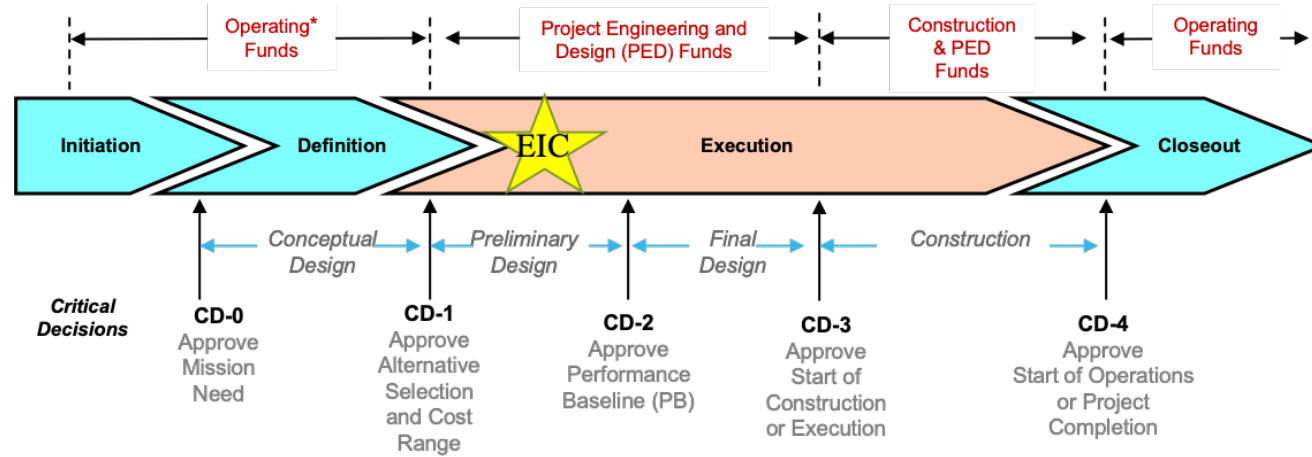 Operating*
Funds
Project Engineering and
Design (PED) Funds
Construction
& PED
Funds
Operating
Funds
Initiation
Definition
EIC
Execution
Closeout
Conceptual
Design
Preliminary
Design
Final
Design
Construction
Critical
Decisions
CD-0
Approve
Mission
Need
CD-1
Approve
Alternative
Selection
and Cost
Range
CD-2
Approve
Performance
Baseline (PB)
CD-3
Approve
Start of
Construction
or Execution
CD-4
Approve
Start of Operations
or Project
Completion